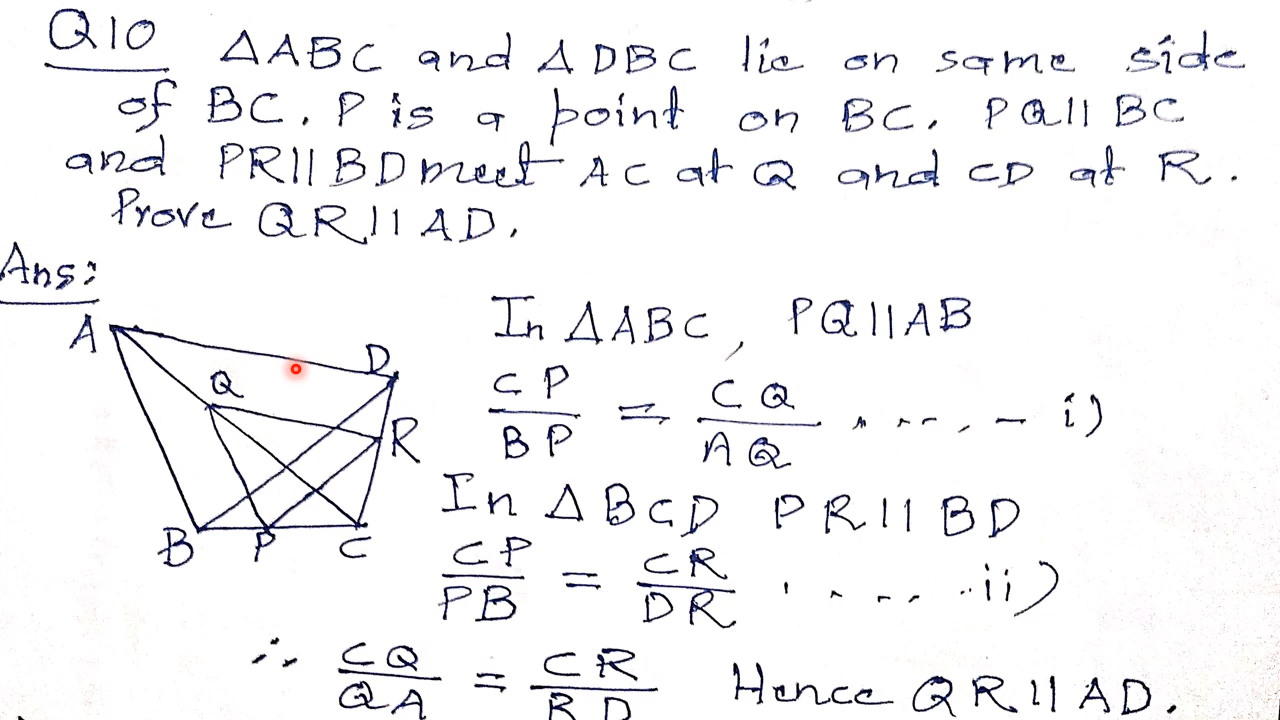 Q10 ΔABC and ΔDBC lie on same side
of BC. P is a point on BC. PQ || BC
and PR || BD meet AC at Q and CD at R.
Prove QR || AD.
Ans:
A
D
Q
R
B P C
In ΔABC, PQ || AB
CP/BP = CQ/AQ ....... i)
In ΔBCD PR || BD
CP/PB = CR/DR ....... ii)
∴ CQ/QA = CR/RD Hence QR || AD.